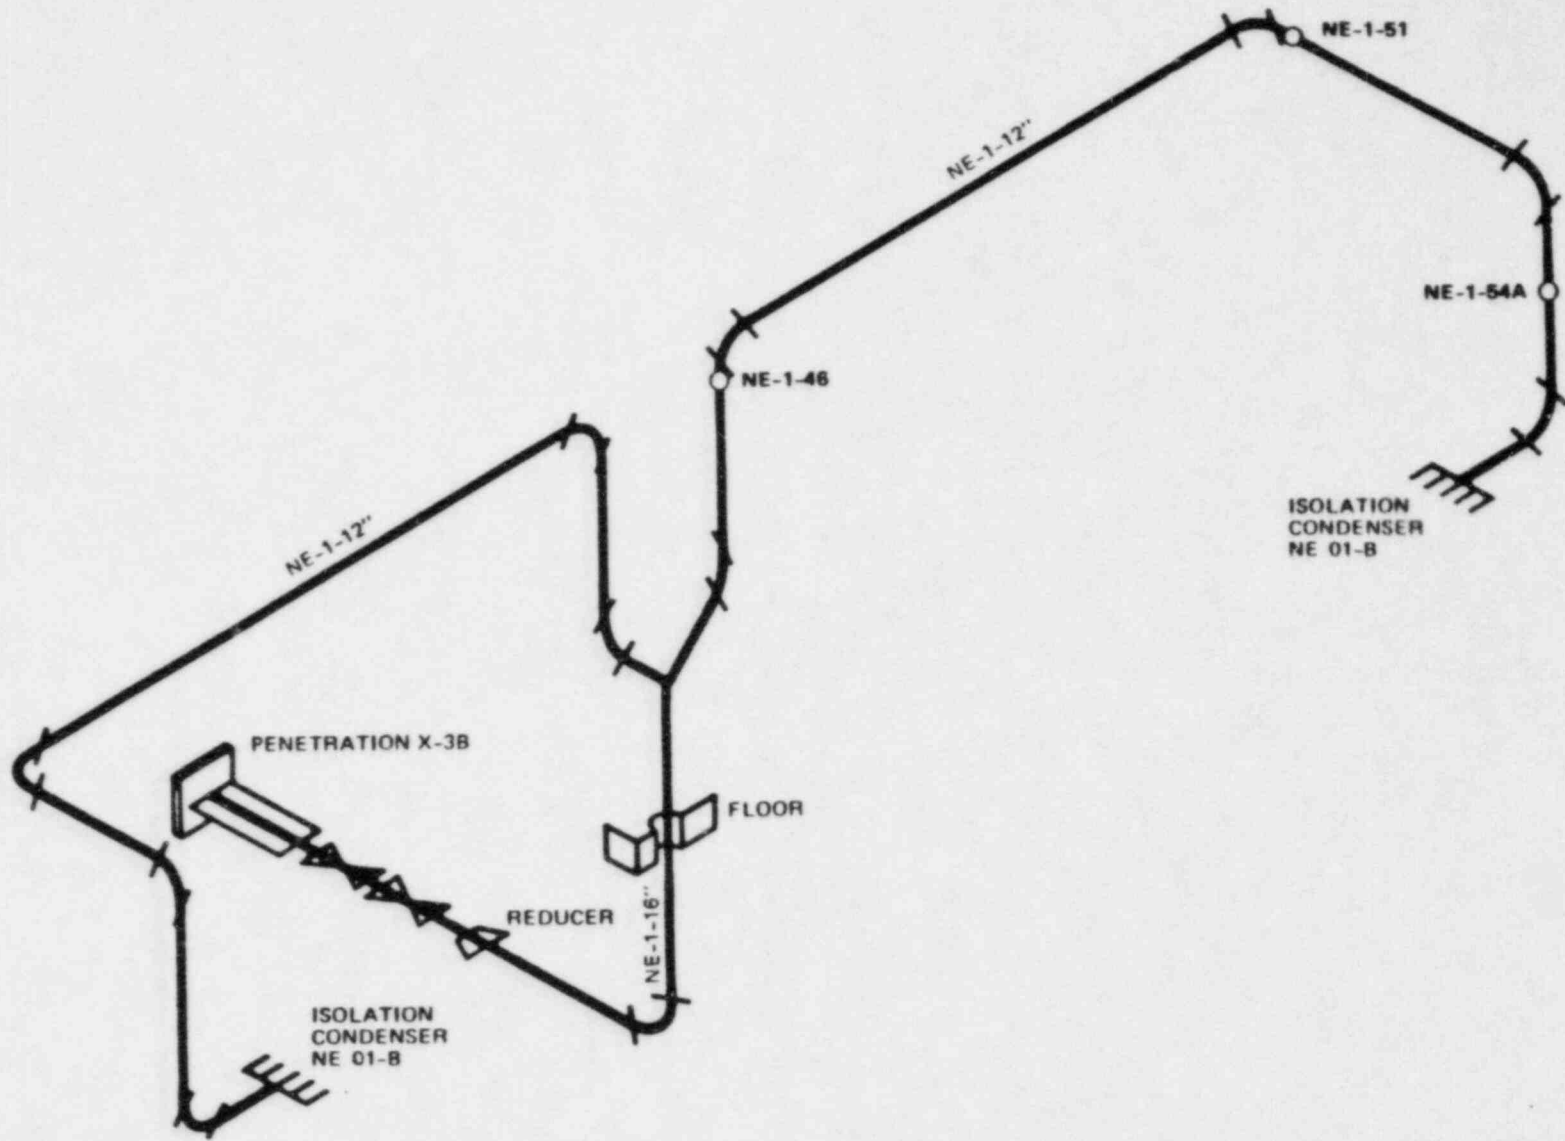 NE-1-51
NE-1-12"
NE-1-54A
NE-1-46
ISOLATION
CONDENSER
NE 01-B
NE-1-12"
PENETRATION X-3B
FLOOR
REDUCER
NE-1-16"
ISOLATION
CONDENSER
NE 01-B